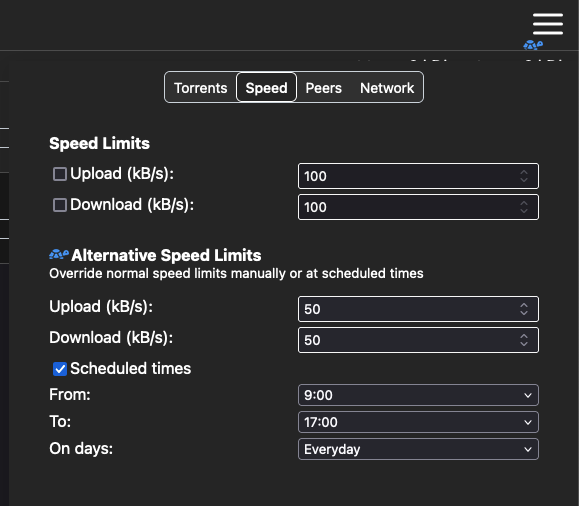 Torrents Speed Peers Network
Speed Limits
Upload (kB/s): 100
Download (kB/s): 100
Alternative Speed Limits
Override normal speed limits manually or at scheduled times
Upload (kB/s): 50
Download (kB/s): 50
Scheduled times
From: 9:00
To: 17:00
On days: Everyday